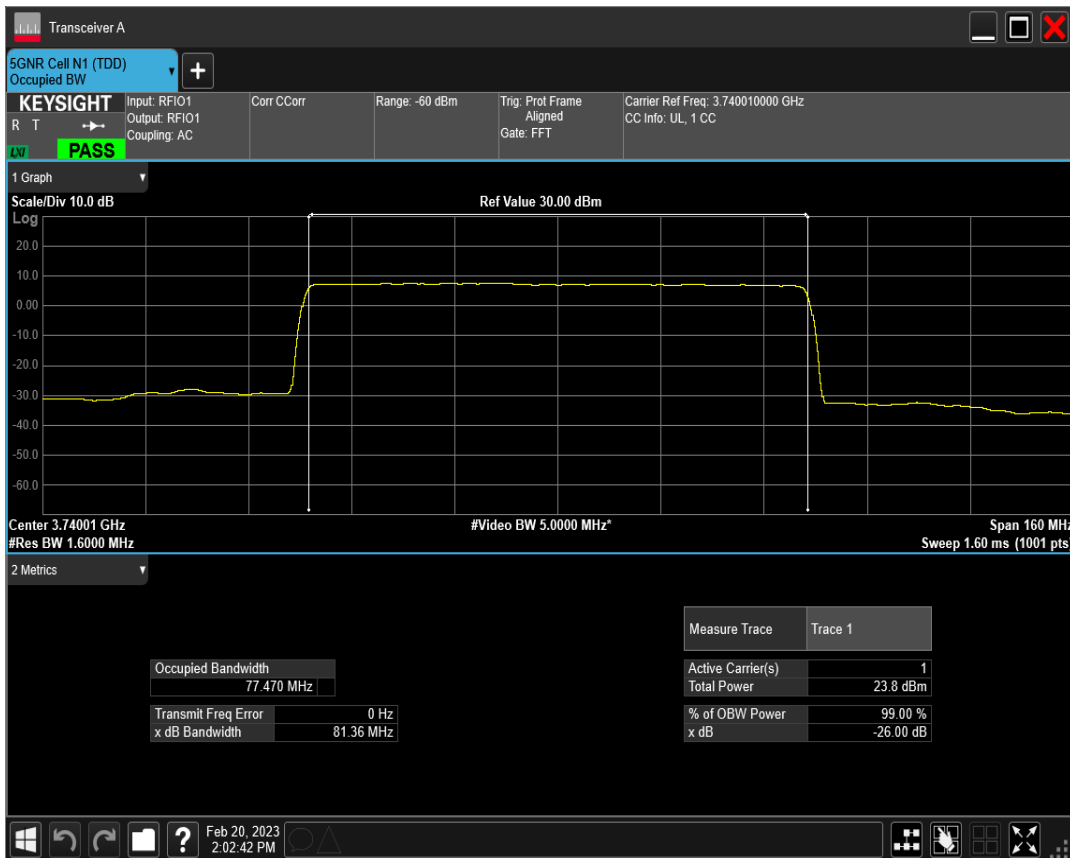 Transceiver A
5GNR Cell N1 (TDD)
Occupied BW
+
KEYSIGHT
R T
LXI
PASS
Input: RFIO1
Output: RFIO1
Coupling: AC
Corr CCorr
Range: -60 dBm
Trig: Prot Frame
Aligned
Gate: FFT
Carrier Ref Freq: 3.740010000 GHz
CC Info: UL, 1 CC
1 Graph
Scale/Div 10.0 dB
Ref Value 30.00 dBm
Log
20.0
10.0
0.00
-10.0
-20.0
-30.0
-40.0
-50.0
-60.0
Center 3.74001 GHz
#Video BW 5.0000 MHz*
Span 160 MHz
#Res BW 1.6000 MHz
Sweep 1.60 ms (1001 pts)
2 Metrics
Measure Trace Trace 1
Occupied Bandwidth
77.470 MHz
Active Carrier(s) 1
Total Power 23.8 dBm
Transmit Freq Error 0 Hz
x dB Bandwidth 81.36 MHz
% of OBW Power 99.00 %
x dB -26.00 dB
?
Feb 20, 2023
2:02:42 PM